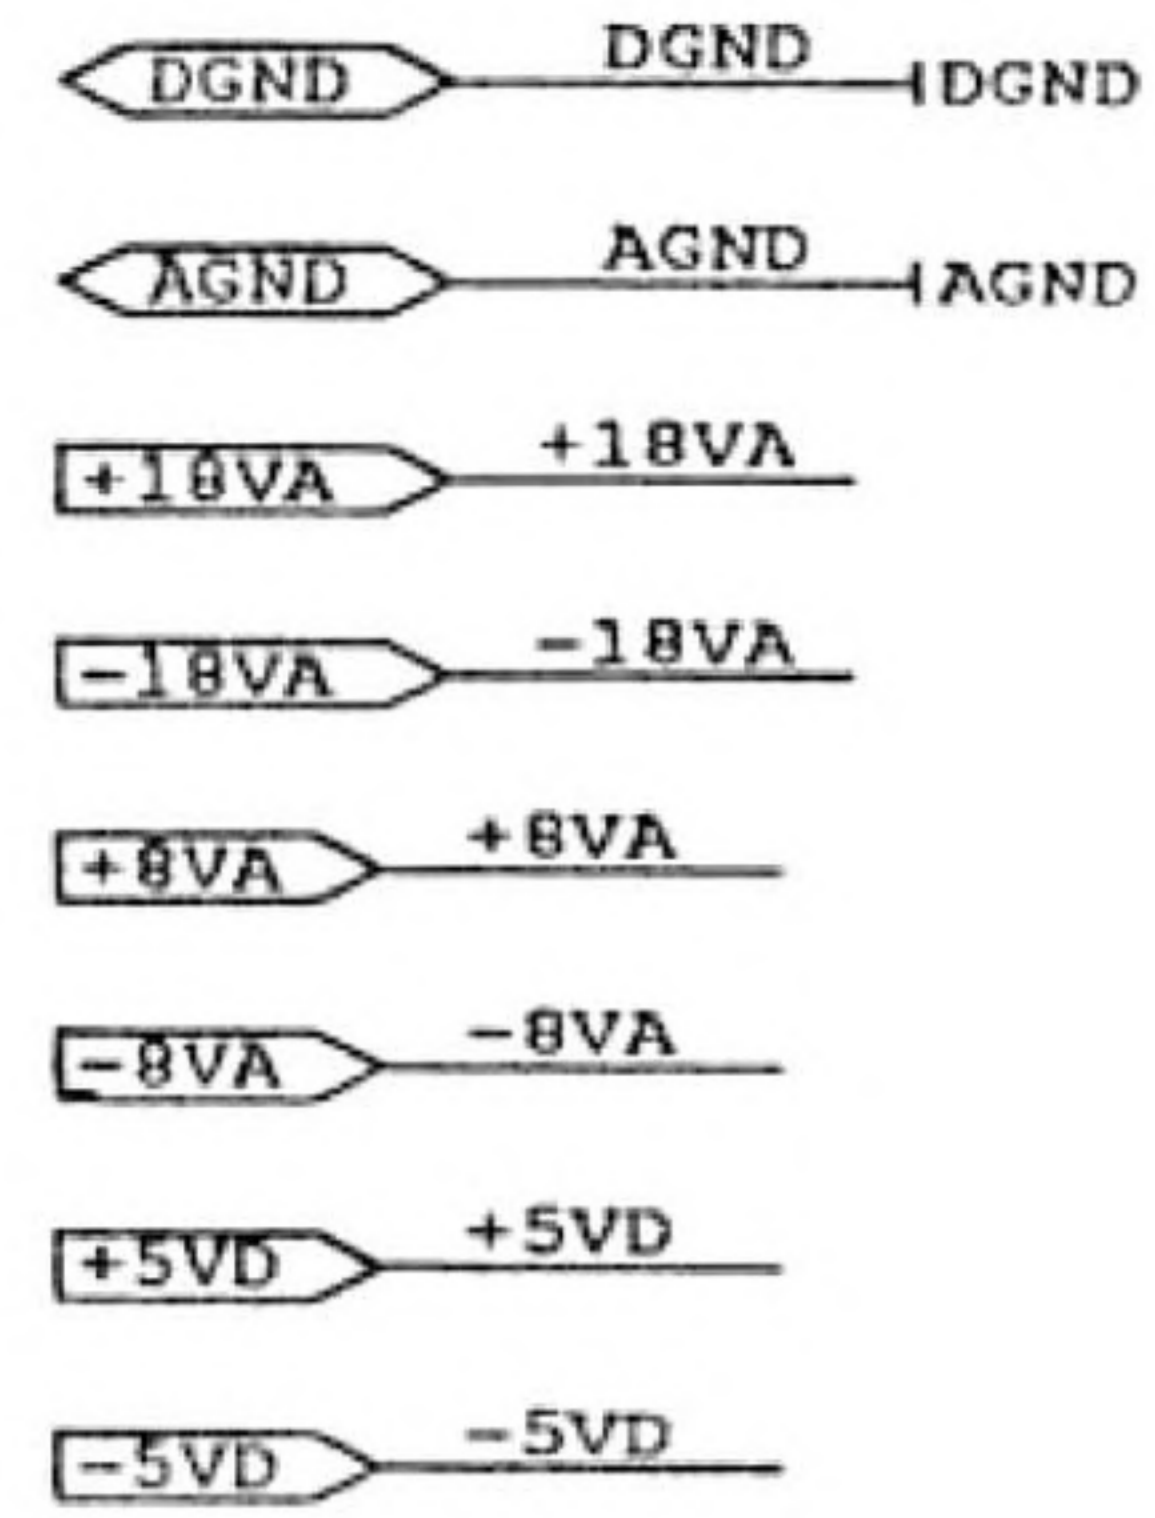 DGND DGND DGND
AGND AGND AGND
+18VA +18VA
-18VA -18VA
+8VA +8VA
-8VA -8VA
+5VD +5VD
-5VD -5VD